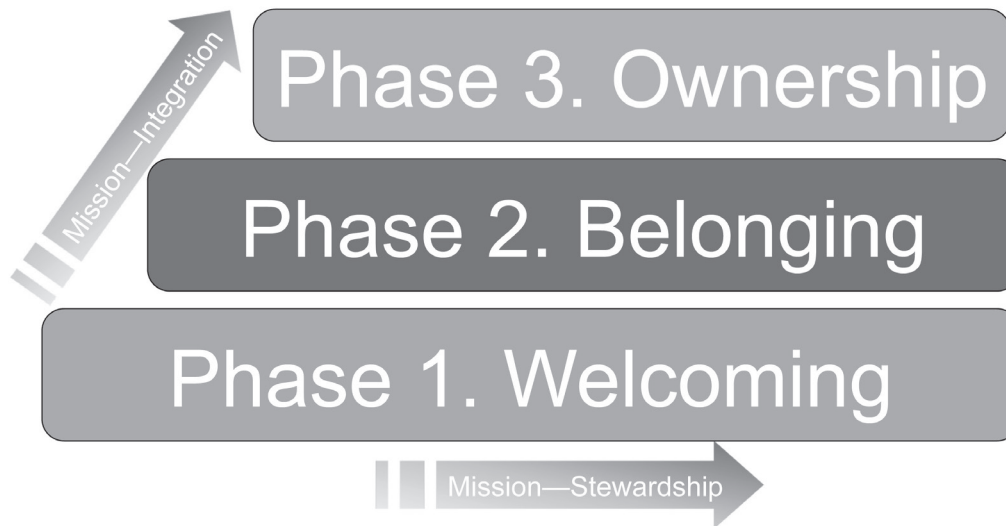 Mission—Integration
Phase 3. Ownership
Phase 2. Belonging
Phase 1. Welcoming
Mission—Stewardship